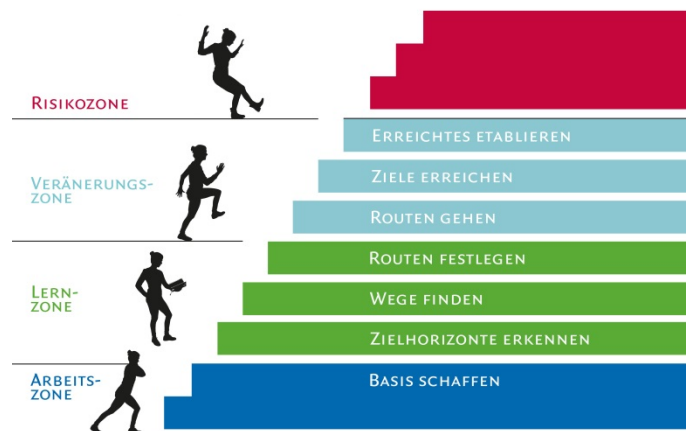 Risikozone
Erreichtes etablieren
Veränerungs-
zone
Ziele erreichen
Routen gehen
Routen festlegen
Lern-
zone
Wege finden
Zielhorizonte erkennen
Arbeits-
zone
Basis schaffen